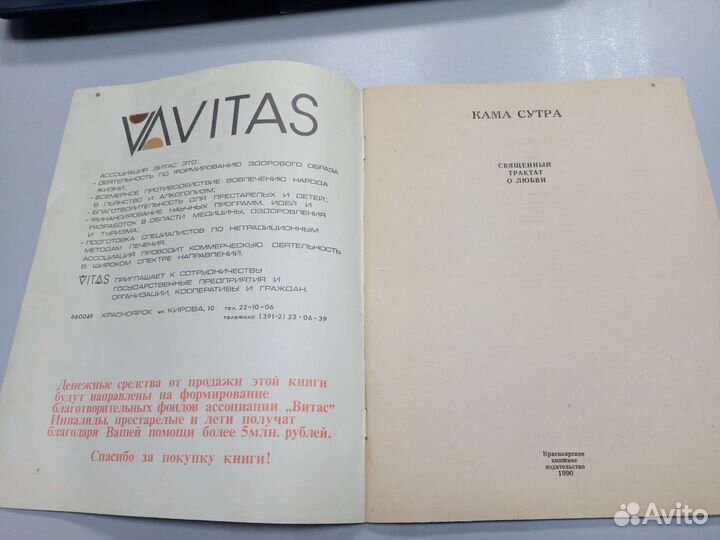 VITAS
АССОЦИАЦИЯ „ВИТАС" ЭТО:
- ДЕЯТЕЛЬНОСТЬ ПО ФОРМИРОВАНИЮ ЗДОРОВОГО ОБРАЗА
ЖИЗНИ;
- ВСЕМЕРНОЕ ПРОТИВОДЕЙСТВИЕ ВОВЛЕЧЕНИЮ НАРОДА
В ПЬЯНСТВО И АЛКОГОЛИЗМ;
- БЛАГОТВОРИТЕЛЬНОСТЬ ДЛЯ ПРЕСТАРЕЛЫХ И ДЕТЕЙ;
- ФИНАНСИРОВАНИЕ НАУЧНЫХ ПРОГРАММ, ИДЕЙ И
РАЗРАБОТОК В ОБЛАСТИ МЕДИЦИНЫ, ОЗДОРОВЛЕНИЯ
И ТУРИЗМА;
- ПОДГОТОВКА СПЕЦИАЛИСТОВ ПО НЕТРАДИЦИОННЫМ
МЕТОДАМ ЛЕЧЕНИЯ.
АССОЦИАЦИЯ ПРОВОДИТ КОММЕРЧЕСКУЮ ДЕЯТЕЛЬНОСТЬ
В ШИРОКОМ СПЕКТРЕ НАПРАВЛЕНИЙ.
VITAS ПРИГЛАШАЕТ К СОТРУДНИЧЕСТВУ
ГОСУДАРСТВЕННЫЕ ПРЕДПРИЯТИЯ И
ОРГАНИЗАЦИИ, КООПЕРАТИВЫ И ГРАЖДАН.
660049 КРАСНОЯРСК ул. КИРОВА, 10 ТЕЛ. 22-10-06
ТЕЛЕФАКС (391-2) 23-06-39
Денежные средства от продажи этой книги
будут направлены на формирование
благотворительных фондов ассоциации „Витас"
Инвалиды, престарелые и дети получат
благодаря Вашей помощи более 5млн. рублей.
Спасибо за покупку книги!
КАМА СУТРА
СВЯЩЕННЫЙ
ТРАКТАТ
О ЛЮБВИ
Красноярское
книжное
издательство
1990
Avito